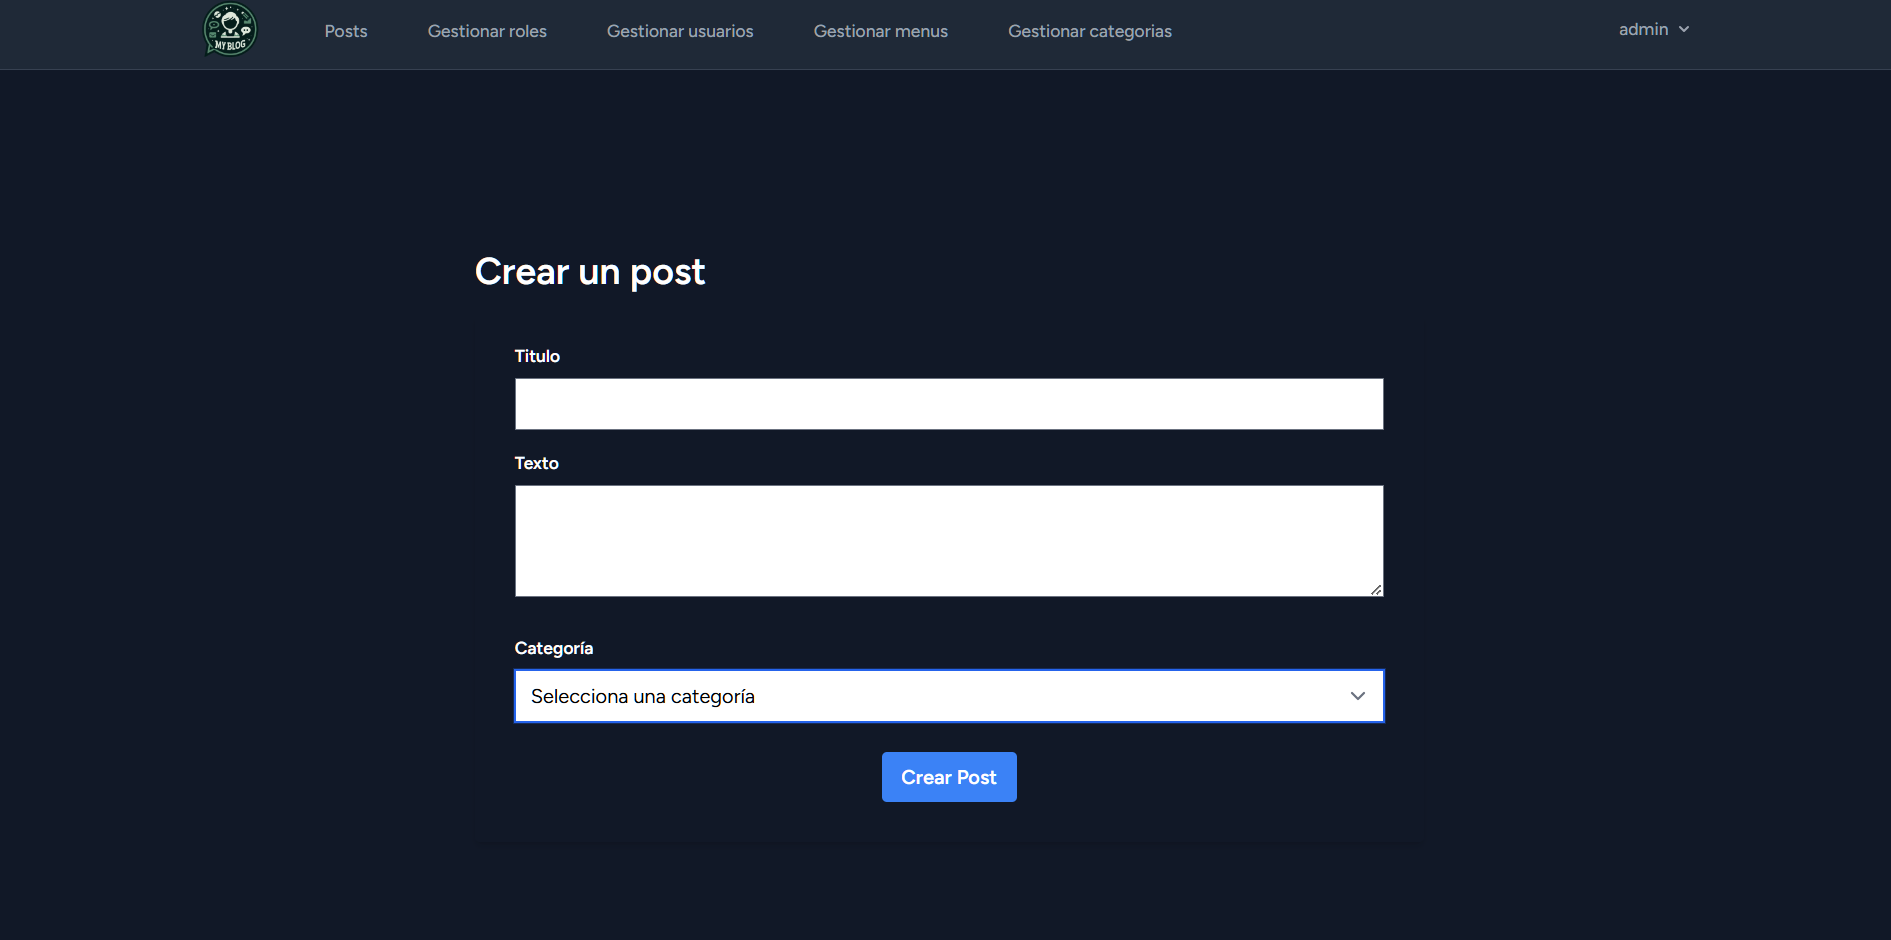 MY BLOG
Posts Gestionar roles Gestionar usuarios Gestionar menus Gestionar categorias admin
Crear un post
Titulo
Texto
Categoría
Selecciona una categoría
Crear Post